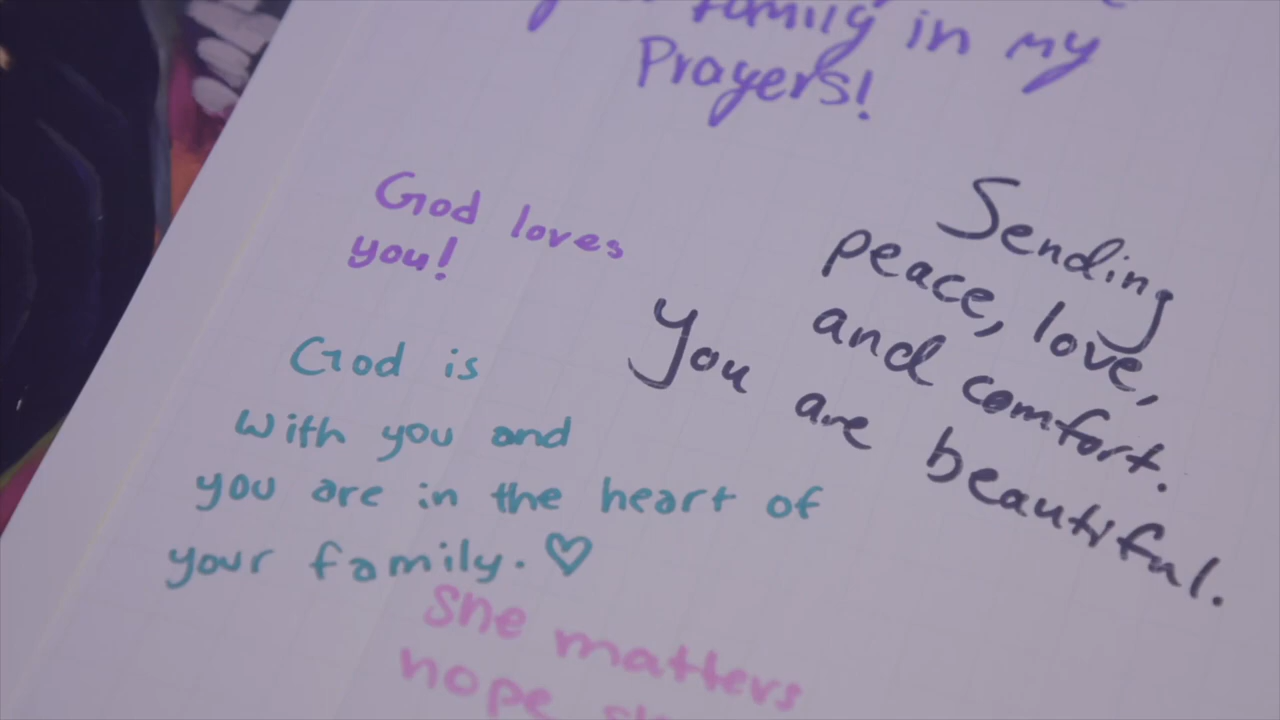 family in my
Prayers!
God loves
you!
Sending
peace, love,
and comfort.
You are beautiful.
God is
with you and
you are in the heart of
your family. ♡
She matters
hope